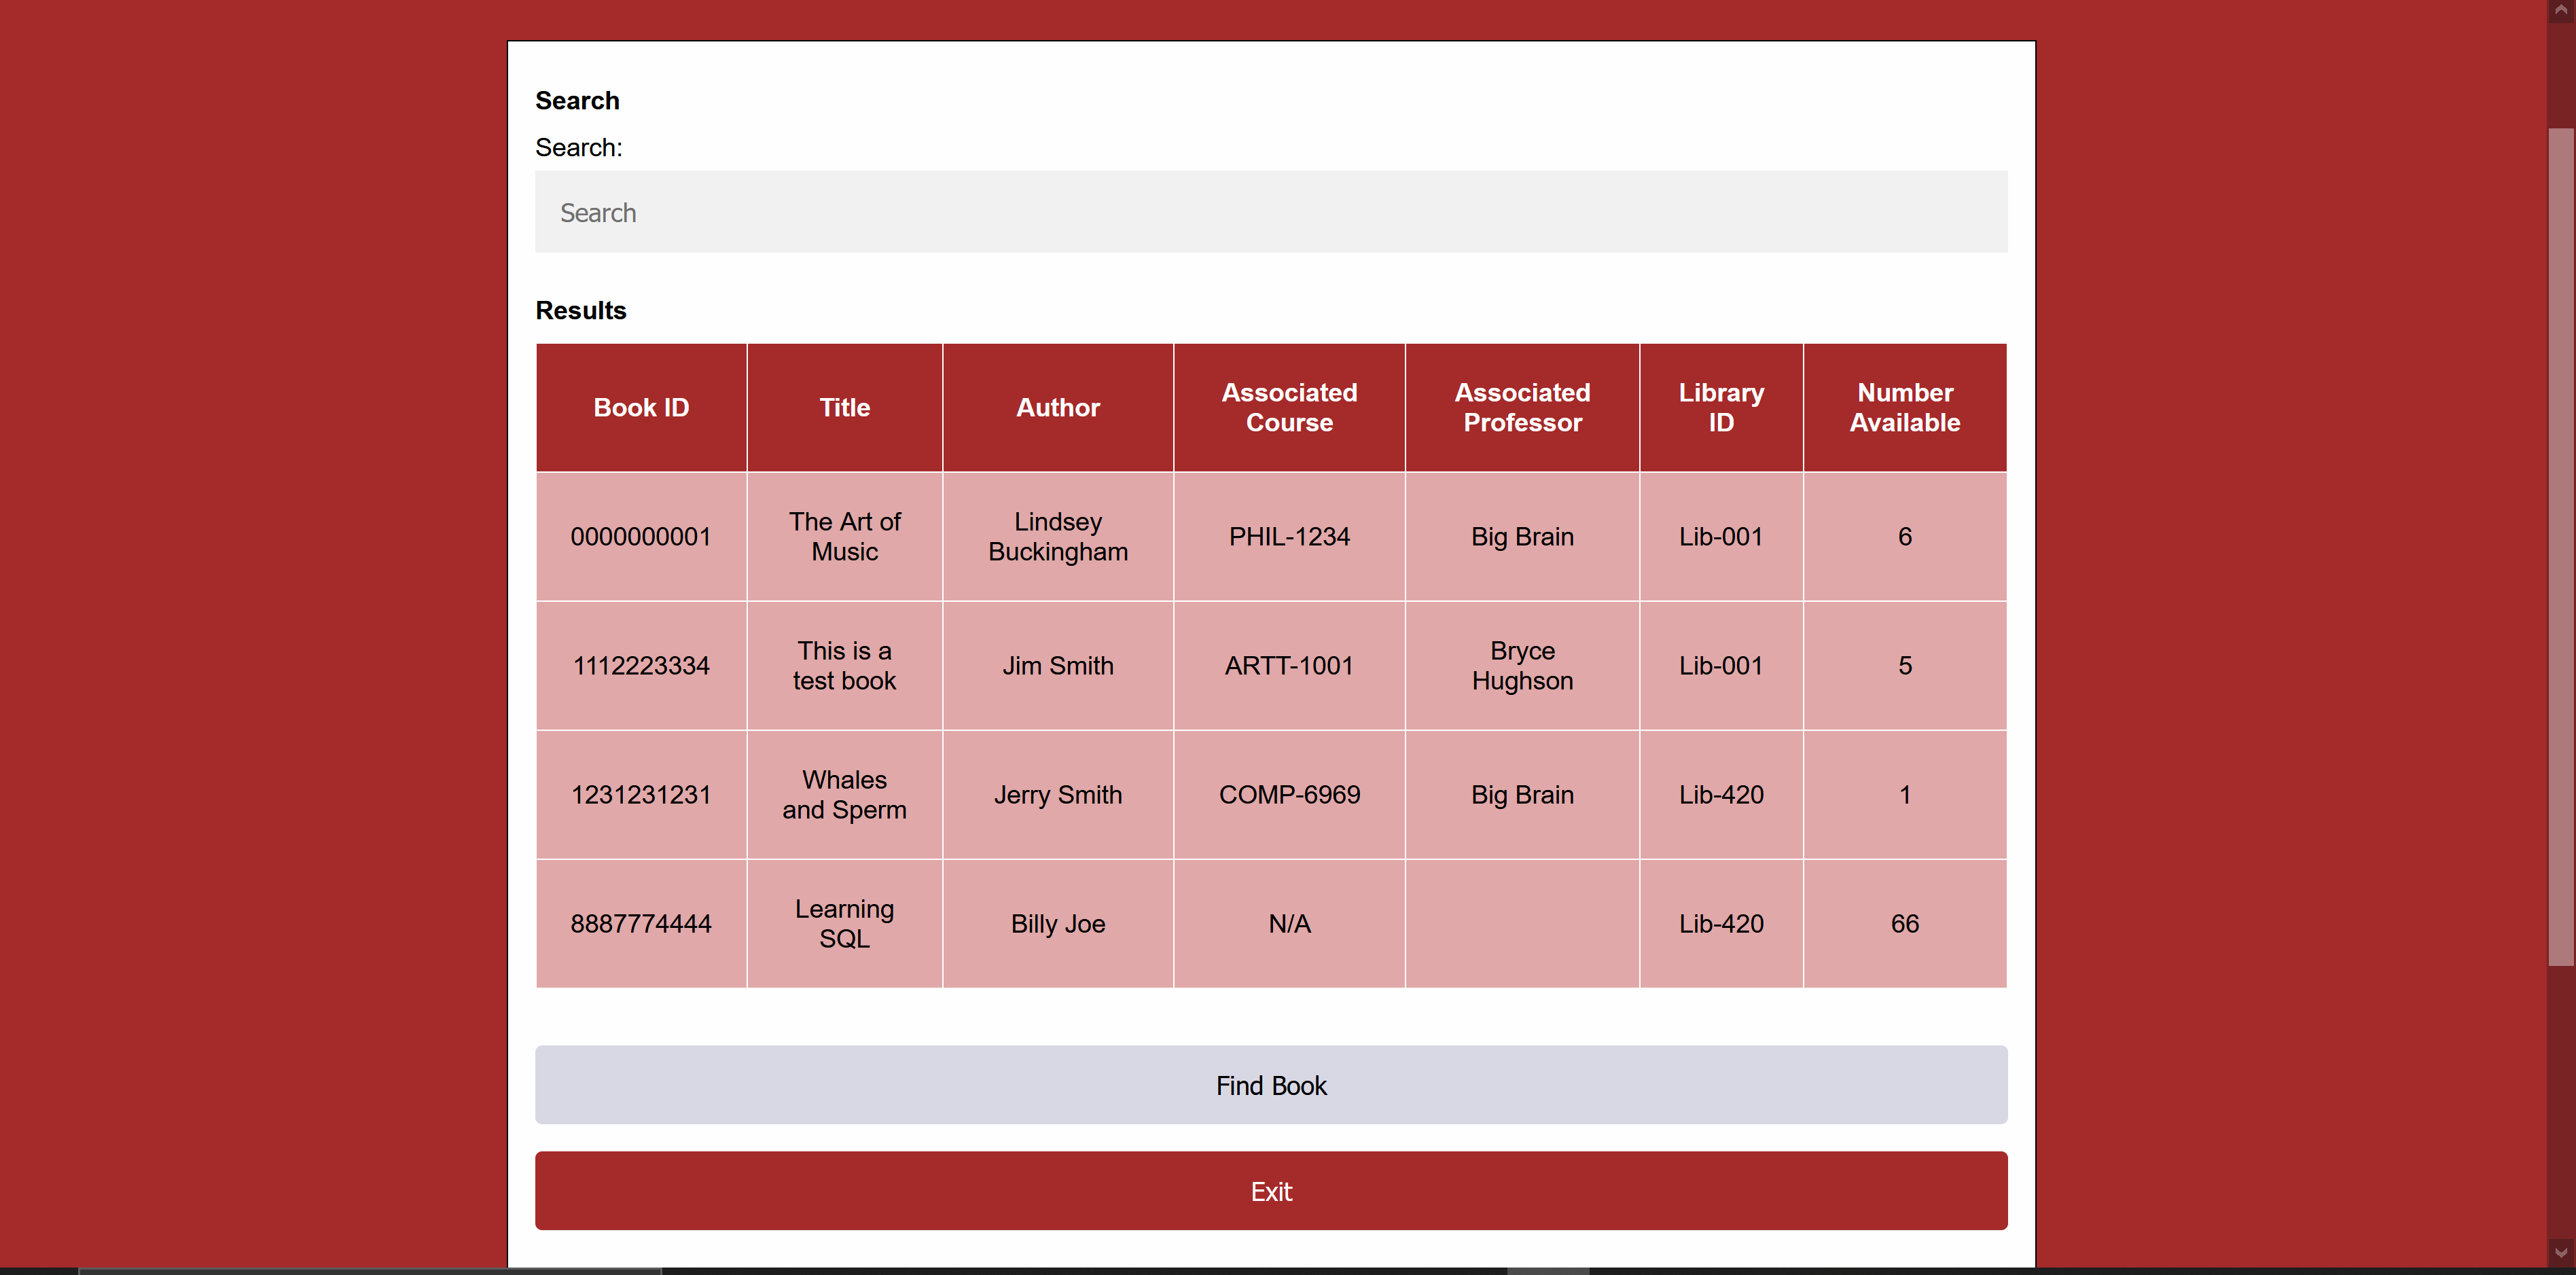 Search
Search:
Search
Results
Book ID Title Author Associated Course Associated Professor Library ID Number Available
0000000001 The Art of Music Lindsey Buckingham PHIL-1234 Big Brain Lib-001 6
1112223334 This is a test book Jim Smith ARTT-1001 Bryce Hughson Lib-001 5
1231231231 Whales and Sperm Jerry Smith COMP-6969 Big Brain Lib-420 1
8887774444 Learning SQL Billy Joe N/A Lib-420 66
Find Book
Exit